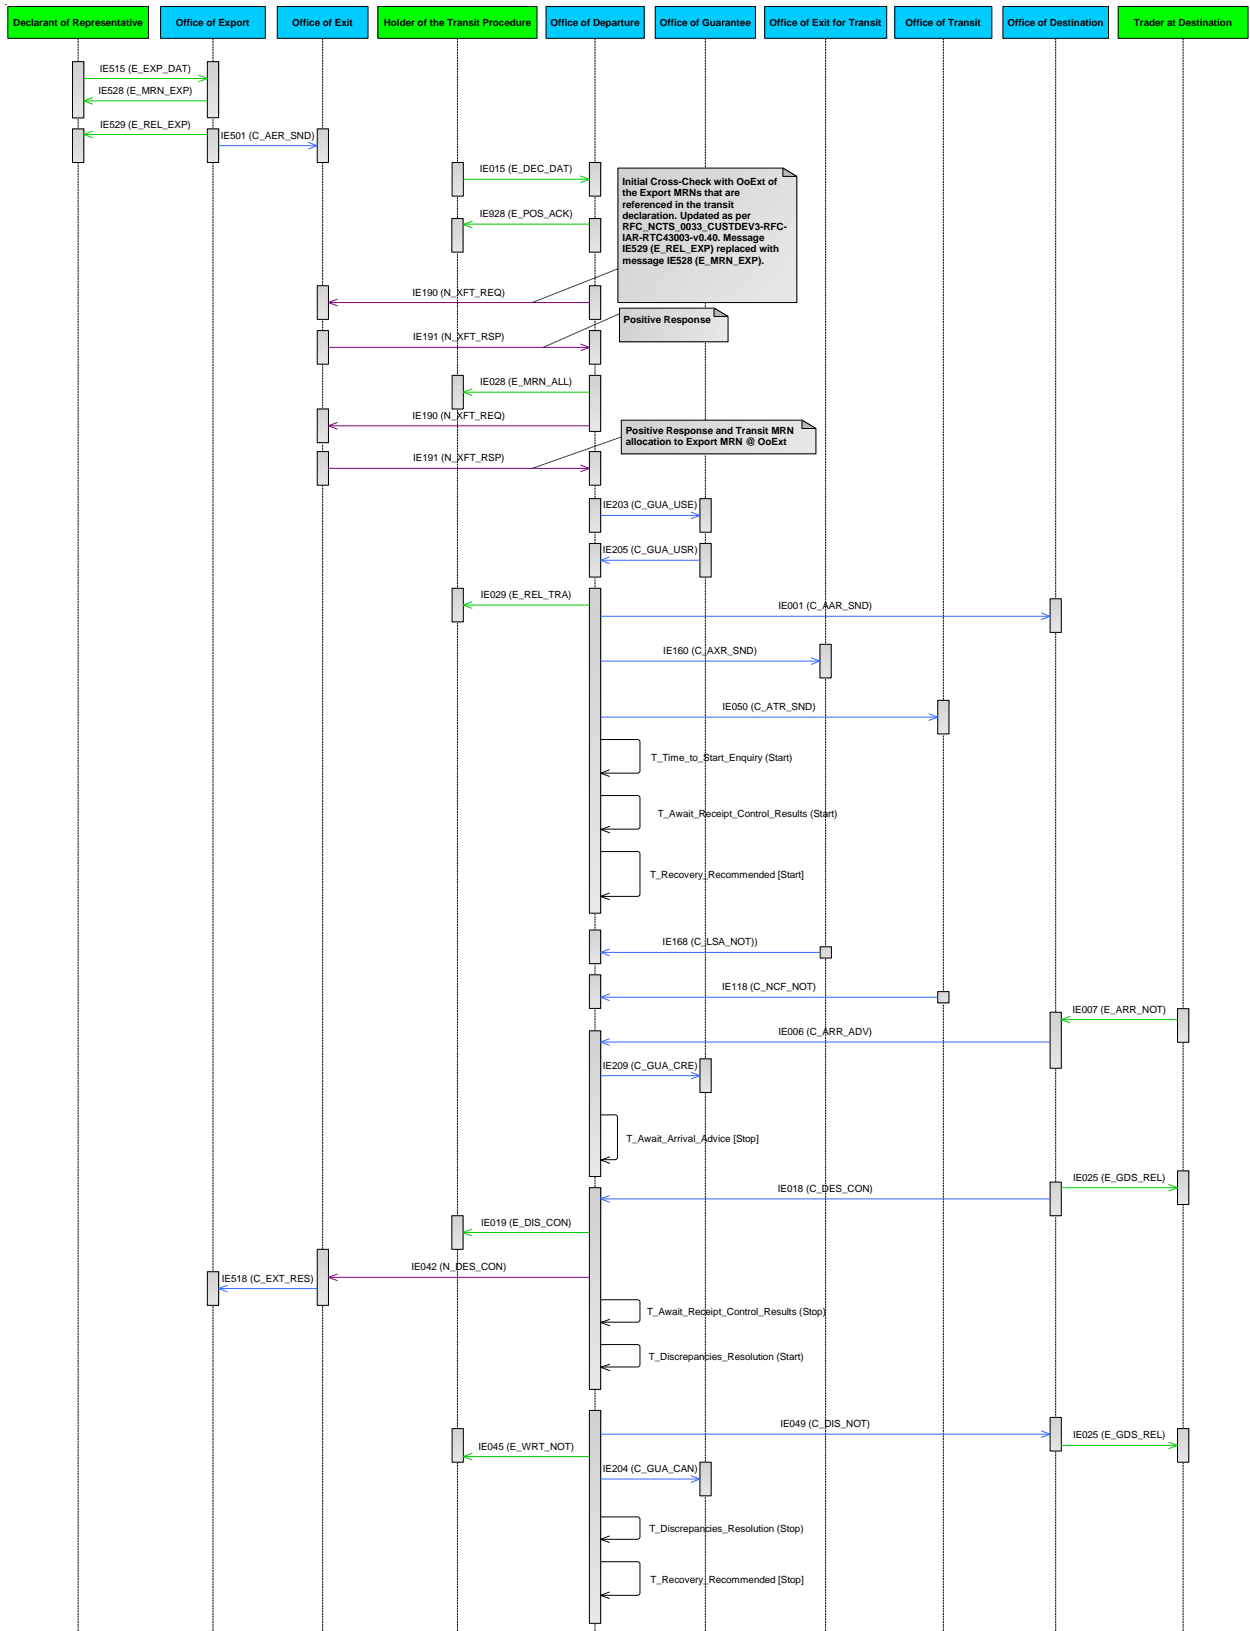 Declarant of Representative
Office of Export
Office of Exit
Holder of the Transit Procedure
Office of Departure
Office of Guarantee
Office of Exit for Transit
Office of Transit
Office of Destination
Trader at Destination
IE515 (E_EXP_DAT)
IE528 (E_MRN_EXP)
IE529 (E_REL_EXP)
IE501 (C_AER_SND)
IE015 (E_DEC_DAT)
Initial Cross-Check with OoExt of
the Export MRNs that are
referenced in the transit
declaration. Updated as per
RFC_NCTS_0033_CUSTDEV3-RFC-
IAR-RTC43003-v0.40. Message
IE529 (E_REL_EXP) replaced with
message IE528 (E_MRN_EXP).
IE928 (E_POS_ACK)
IE190 (N_XFT_REQ)
Positive Response
IE191 (N_XFT_RSP)
IE028 (E_MRN_ALL)
IE190 (N_XFT_REQ)
Positive Response and Transit MRN
allocation to Export MRN @ OoExt
IE191 (N_XFT_RSP)
IE203 (C_GUA_USE)
IE205 (C_GUA_USR)
IE029 (E_REL_TRA)
IE001 (C_AAR_SND)
IE160 (C_AXR_SND)
IE050 (C_ATR_SND)
T_Time_to_Start_Enquiry (Start)
T_Await_Receipt_Control_Results (Start)
T_Recovery_Recommended [Start]
IE168 (C_LSA_NOT))
IE118 (C_NCF_NOT)
IE007 (E_ARR_NOT)
IE006 (C_ARR_ADV)
IE209 (C_GUA_CRE)
T_Await_Arrival_Advice [Stop]
IE025 (E_GDS_REL)
IE018 (C_DES_CON)
IE019 (E_DIS_CON)
IE042 (N_DES_CON)
IE518 (C_EXT_RES)
T_Await_Receipt_Control_Results (Stop)
T_Discrepancies_Resolution (Start)
IE049 (C_DIS_NOT)
IE025 (E_GDS_REL)
IE045 (E_WRT_NOT)
IE204 (C_GUA_CAN)
T_Discrepancies_Resolution (Stop)
T_Recovery_Recommended [Stop]